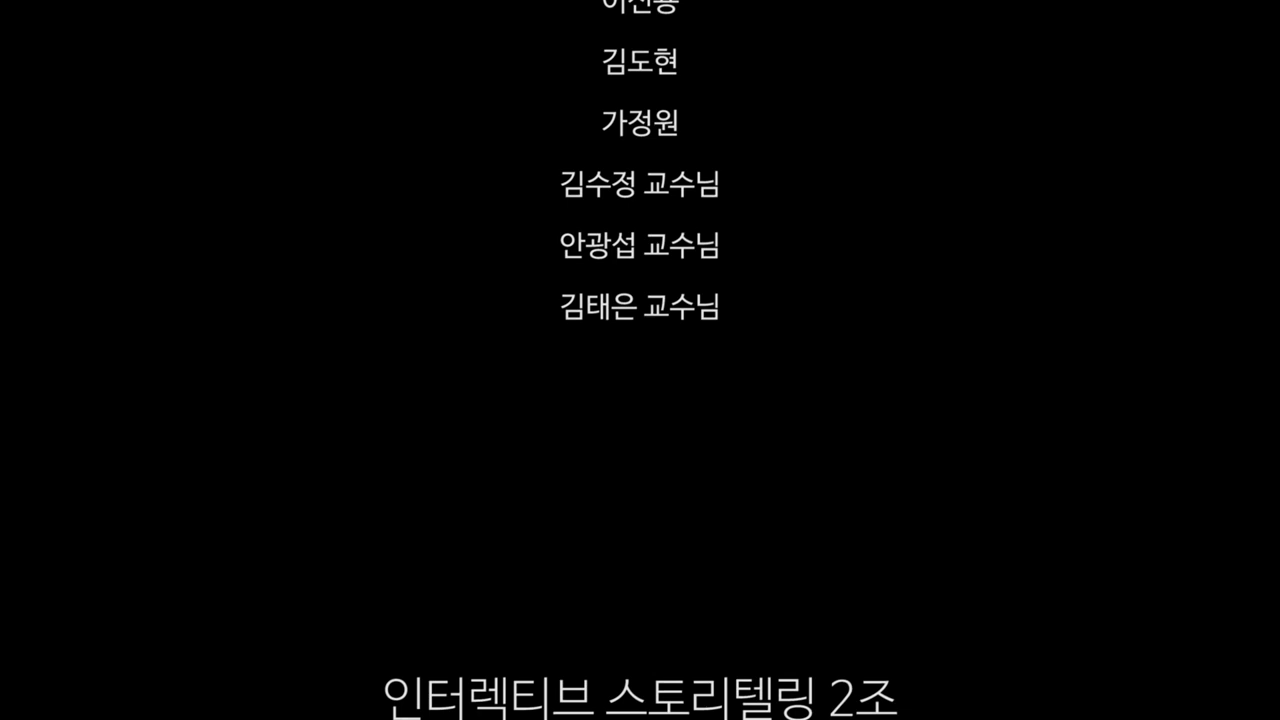 김도현
가정원
김수정 교수님
안광섭 교수님
김태은 교수님
인터렉티브 스토리텔링 2조